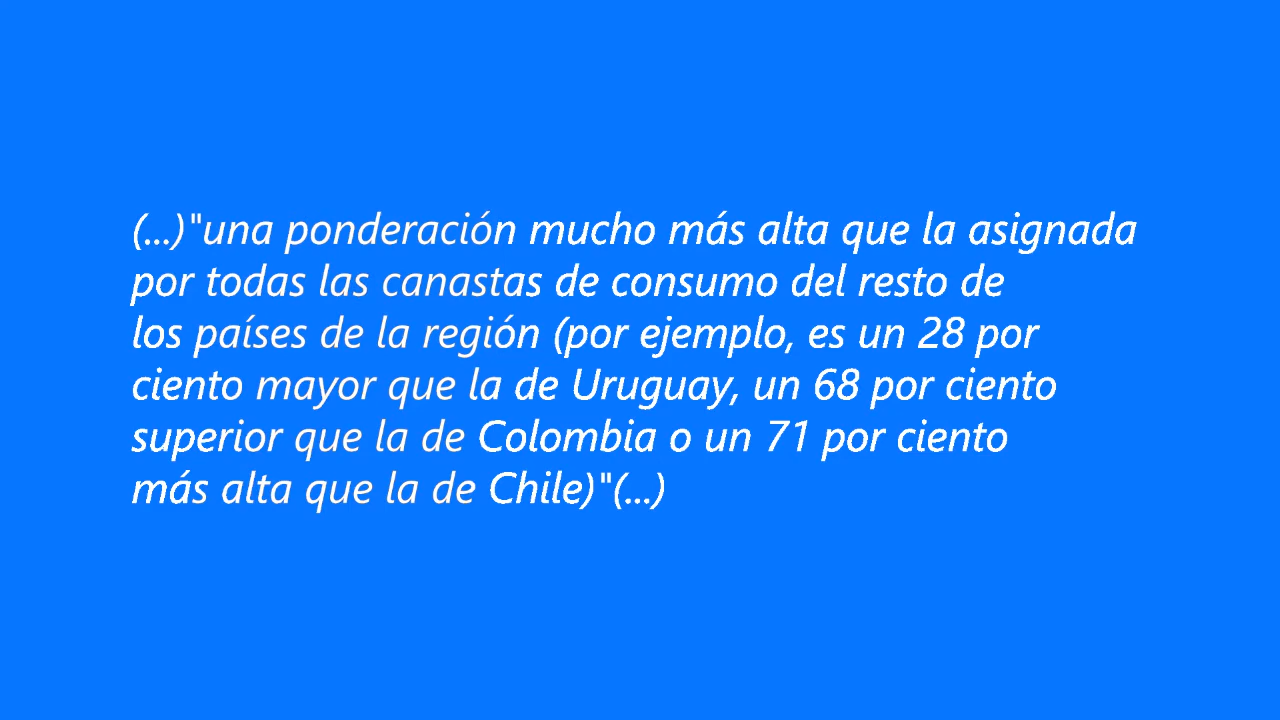 (...)"una ponderación mucho más alta que la asignada
por todas las canastas de consumo del resto de
los países de la región (por ejemplo, es un 28 por
ciento mayor que la de Uruguay, un 68 por ciento
superior que la de Colombia o un 71 por ciento
más alta que la de Chile)"(...)